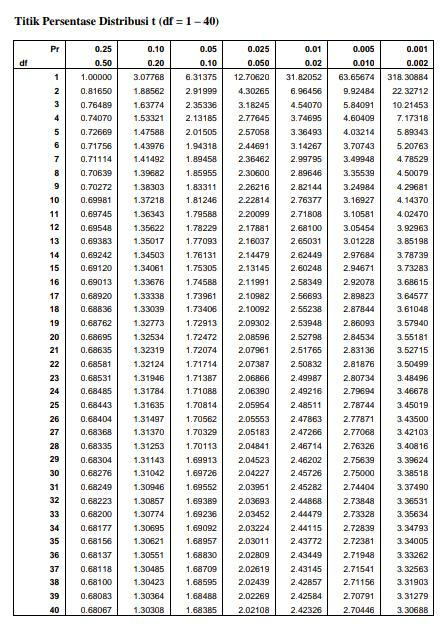 Titik Persentase Distribusi t (df = 1 – 40)
Pr 0.25 0.10 0.05 0.025 0.01 0.005 0.001
df 0.50 0.20 0.10 0.050 0.02 0.010 0.002
1 1.00000 3.07768 6.31375 12.70620 31.82052 63.65674 318.30884
2 0.81650 1.88562 2.91999 4.30265 6.96456 9.92484 22.32712
3 0.76489 1.63774 2.35336 3.18245 4.54070 5.84091 10.21453
4 0.74070 1.53321 2.13185 2.77645 3.74695 4.60409 7.17318
5 0.72669 1.47588 2.01505 2.57058 3.36493 4.03214 5.89343
6 0.71756 1.43976 1.94318 2.44691 3.14267 3.70743 5.20763
7 0.71114 1.41492 1.89458 2.36462 2.99795 3.49948 4.78529
8 0.70639 1.39682 1.85955 2.30600 2.89646 3.35539 4.50079
9 0.70272 1.38303 1.83311 2.26216 2.82144 3.24984 4.29681
10 0.69981 1.37218 1.81246 2.22814 2.76377 3.16927 4.14370
11 0.69745 1.36343 1.79588 2.20099 2.71808 3.10581 4.02470
12 0.69548 1.35622 1.78229 2.17881 2.68100 3.05454 3.92963
13 0.69383 1.35017 1.77093 2.16037 2.65031 3.01228 3.85198
14 0.69242 1.34503 1.76131 2.14479 2.62449 2.97684 3.78739
15 0.69120 1.34061 1.75305 2.13145 2.60248 2.94671 3.73283
16 0.69013 1.33676 1.74588 2.11991 2.58349 2.92078 3.68615
17 0.68920 1.33338 1.73961 2.10982 2.56693 2.89823 3.64577
18 0.68836 1.33039 1.73406 2.10092 2.55238 2.87844 3.61048
19 0.68762 1.32773 1.72913 2.09302 2.53948 2.86093 3.57940
20 0.68695 1.32534 1.72472 2.08596 2.52798 2.84534 3.55181
21 0.68635 1.32319 1.72074 2.07961 2.51765 2.83136 3.52715
22 0.68581 1.32124 1.71714 2.07387 2.50832 2.81876 3.50499
23 0.68531 1.31946 1.71387 2.06866 2.49987 2.80734 3.48496
24 0.68485 1.31784 1.71088 2.06390 2.49216 2.79694 3.46678
25 0.68443 1.31635 1.70814 2.05954 2.48511 2.78744 3.45019
26 0.68404 1.31497 1.70562 2.05553 2.47863 2.77871 3.43500
27 0.68368 1.31370 1.70329 2.05183 2.47266 2.77068 3.42103
28 0.68335 1.31253 1.70113 2.04841 2.46714 2.76326 3.40816
29 0.68304 1.31143 1.69913 2.04523 2.46202 2.75639 3.39624
30 0.68276 1.31042 1.69726 2.04227 2.45726 2.75000 3.38518
31 0.68249 1.30946 1.69552 2.03951 2.45282 2.74404 3.37490
32 0.68223 1.30857 1.69389 2.03693 2.44868 2.73848 3.36531
33 0.68200 1.30774 1.69236 2.03452 2.44479 2.73328 3.35634
34 0.68177 1.30695 1.69092 2.03224 2.44115 2.72839 3.34793
35 0.68156 1.30621 1.68957 2.03011 2.43772 2.72381 3.34005
36 0.68137 1.30551 1.68830 2.02809 2.43449 2.71948 3.33262
37 0.68118 1.30485 1.68709 2.02619 2.43145 2.71541 3.32563
38 0.68100 1.30423 1.68595 2.02439 2.42857 2.71156 3.31903
39 0.68083 1.30364 1.68488 2.02269 2.42584 2.70791 3.31279
40 0.68067 1.30308 1.68385 2.02108 2.42326 2.70446 3.30688